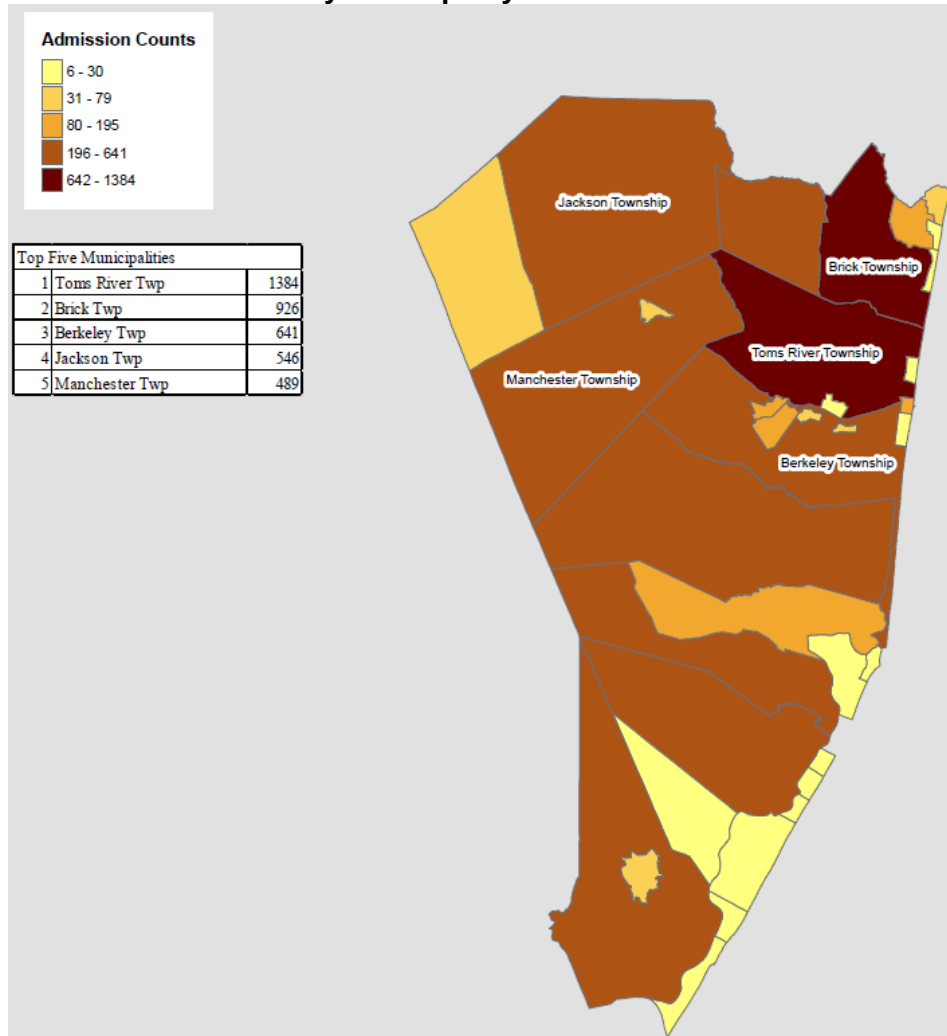 Admission Counts
6 - 30
31 - 79
80 - 195
196 - 641
642 - 1384
Top Five Municipalities
1 Toms River Twp 1384
2 Brick Twp 926
3 Berkeley Twp 641
4 Jackson Twp 546
5 Manchester Twp 489
Jackson Township
Brick Township
Toms River Township
Manchester Township
Berkeley Township